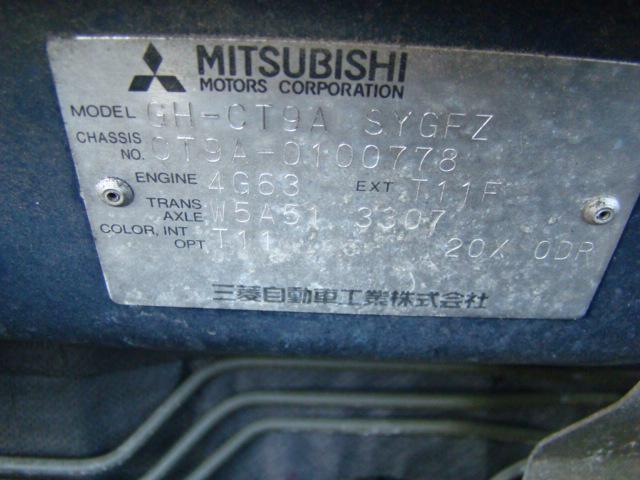 MITSUBISHI
MOTORS CORPORATION
MODEL GH-CT9A SYGFZ
CHASSIS NO. CT9A-0100778
ENGINE 4G63 EXT T11F
TRANS AXLE W5A51 3307
COLOR, INT OPT T11 20X 0DR
三菱自動車工業株式会社